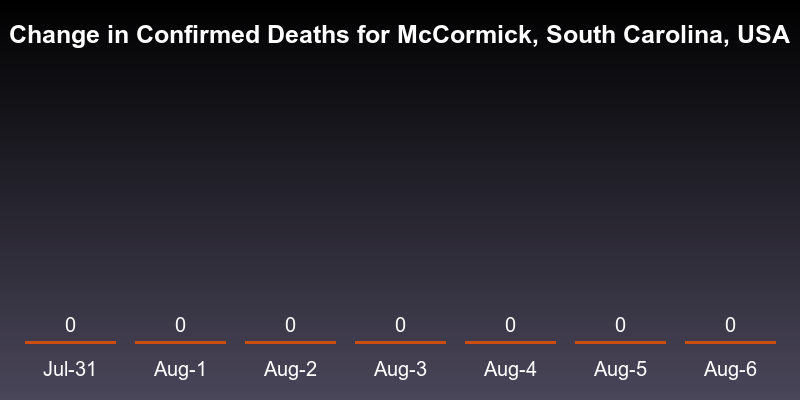 Change in Confirmed Deaths for McCormick, South Carolina, USA
0 0 0 0 0 0 0
Jul-31 Aug-1 Aug-2 Aug-3 Aug-4 Aug-5 Aug-6